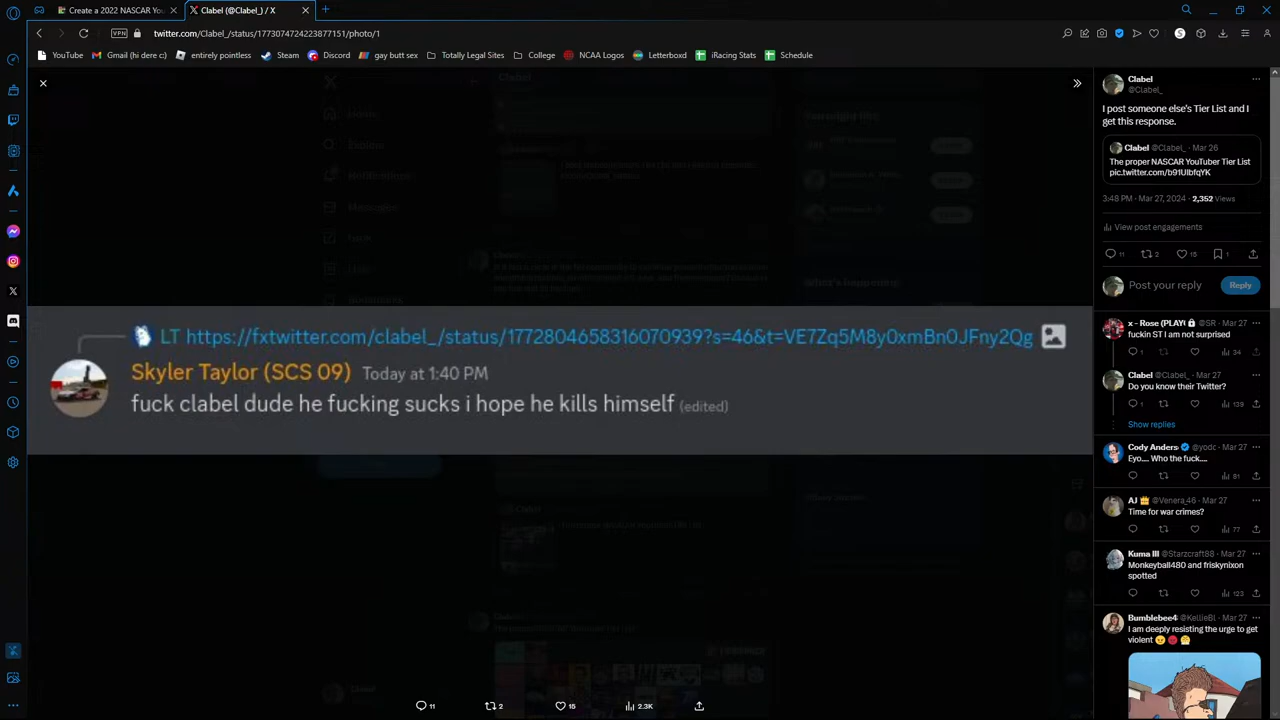 Create a 2022 NASCAR You
Clabel (@Clabel_) / X
VPN
twitter.com/Clabel_/status/1773074724223877151/photo/1
YouTube
Gmail (hi dere c:)
entirely pointless
Steam
Discord
gay butt sex
Totally Legal Sites
College
NCAA Logos
Letterboxd
iRacing Stats
Schedule
LT https://fxtwitter.com/clabel_/status/1772804658316070939?s=46&t=VE7Zq5M8y0xmBn0JFny2Qg
Skyler Taylor (SCS 09) Today at 1:40 PM
fuck clabel dude he fucking sucks i hope he kills himself (edited)
11
2
15
2.3K
Clabel
@Clabel_
I post someone else's Tier List and I
get this response.
Clabel @Clabel_ · Mar 26
The proper NASCAR YouTuber Tier List
pic.twitter.com/b91UlbfqYK
3:48 PM · Mar 27, 2024 · 2,352 Views
View post engagements
11 2 15 1
Post your reply
Reply
x - Rose (PLAY @SR · Mar 27
fuckin ST I am not surprised
1 34
Clabel @Clabel_ · Mar 27
Do you know their Twitter?
1 139
Show replies
Cody Anders @yodc · Mar 27
Eyo.... Who the fuck....
91
AJ @Venera_46 · Mar 27
Time for war crimes?
77
Kuma III @Starzcraft88 · Mar 27
Monkeyball480 and friskynixon
spotted
123
Bumblebee4 @KellieBl · Mar 27
I am deeply resisting the urge to get
violent